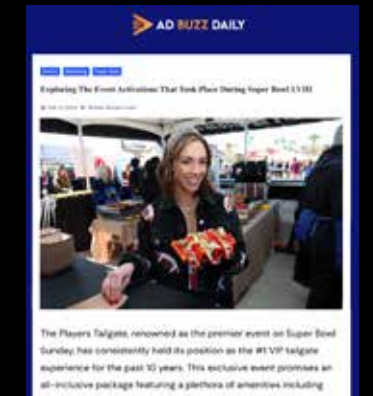 AD BUZZ DAILY
Exploring The Event Activations That Took Place During Super Bowl LVIII
The Players Tailgate, renowned as the premier event on Super Bowl
Sunday, has consistently held its position as the #1 VIP tailgate
experience for the past 10 years. This exclusive event promises an
all-inclusive package featuring a plethora of amenities including